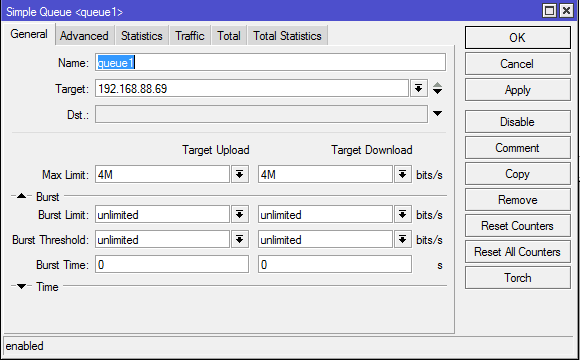 Simple Queue <queue1>
General Advanced Statistics Traffic Total Total Statistics
OK
Name: queue1
Cancel
Target: 192.168.88.69
Apply
Dst.:
Disable
Target Upload Target Download
Comment
Max Limit: 4M 4M bits/s
Copy
Burst
Remove
Burst Limit: unlimited unlimited bits/s
Reset Counters
Burst Threshold: unlimited unlimited bits/s
Reset All Counters
Burst Time: 0 0 s
Torch
Time
enabled